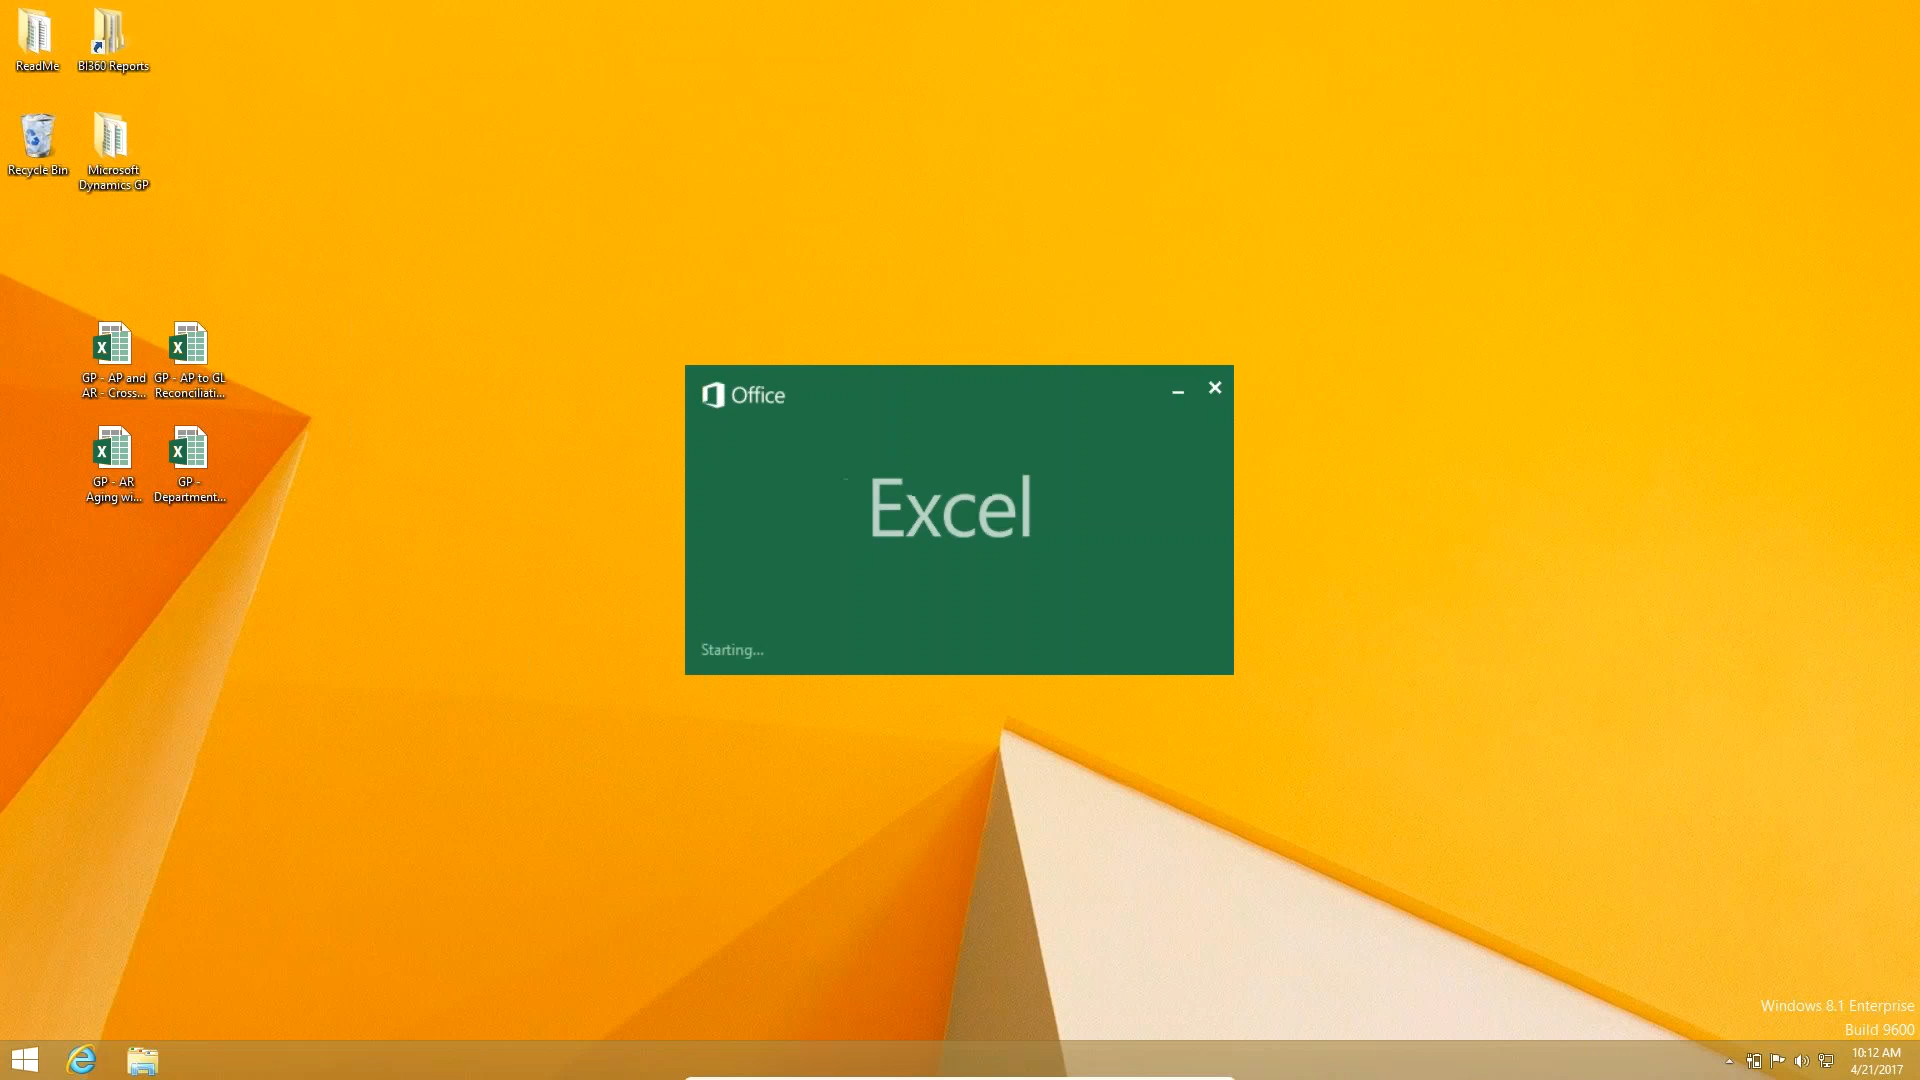 ReadMe
BI360 Reports
Recycle Bin
Microsoft
Dynamics GP
GP - AP and
AR - Cross...
GP - AP to GL
Reconciliati...
GP - AR
Aging wi...
GP -
Department...
Office
Excel
Starting...
Windows 8.1 Enterprise
Build 9600
10:12 AM
4/21/2017